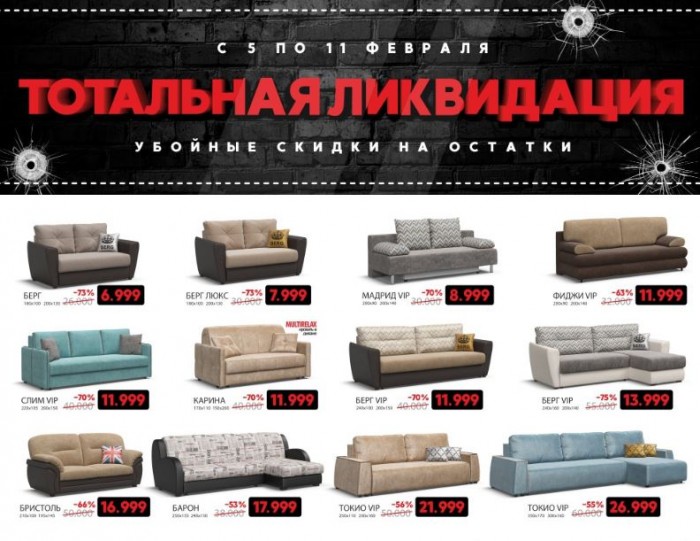 С 5 ПО 11 ФЕВРАЛЯ
ТОТАЛЬНАЯ ЛИКВИДАЦИЯ
УБОЙНЫЕ СКИДКИ НА ОСТАТКИ
БЕРГ -73% 26.000 6.999
БЕРГ ЛЮКС -73% 30.000 7.999
МАДРИД VIP -70% 30.000 8.999
ФИДЖИ VIP -63% 32.000 11.999
MULTIRELAX
СЛИМ VIP -70% 40.000 11.999
КАРИНА -70% 40.000 11.999
БЕРГ VIP -70% 40.000 11.999
БЕРГ VIP -75% 55.000 13.999
БРИСТОЛЬ -66% 50.000 16.999
БАРОН -53% 38.000 17.999
ТОКИО VIP -56% 50.000 21.999
ТОКИО VIP -55% 60.000 26.999